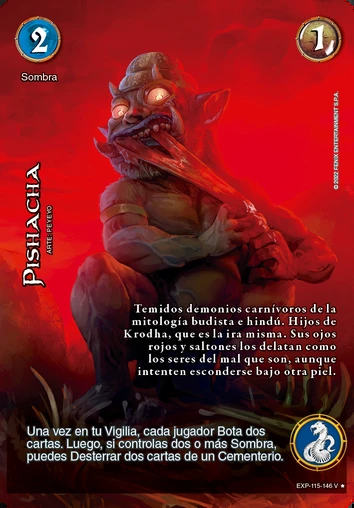 2
1
Sombra
PISHACHA
ARTE: PEYEYO
© 2022 FENIX ENTERTAINMENT S.P.A.
Temidos demonios carnívoros de la
mitología budista e hindú. Hijos de
Krodha, que es la ira misma. Sus ojos
rojos y saltones los delatan como
los seres del mal que son, aunque
intenten esconderse bajo otra piel.
Una vez en tu Vigilia, cada jugador Bota dos
cartas. Luego, si controlas dos o más Sombra,
puedes Desterrar dos cartas de un Cementerio.
EXP-115-146 V ★